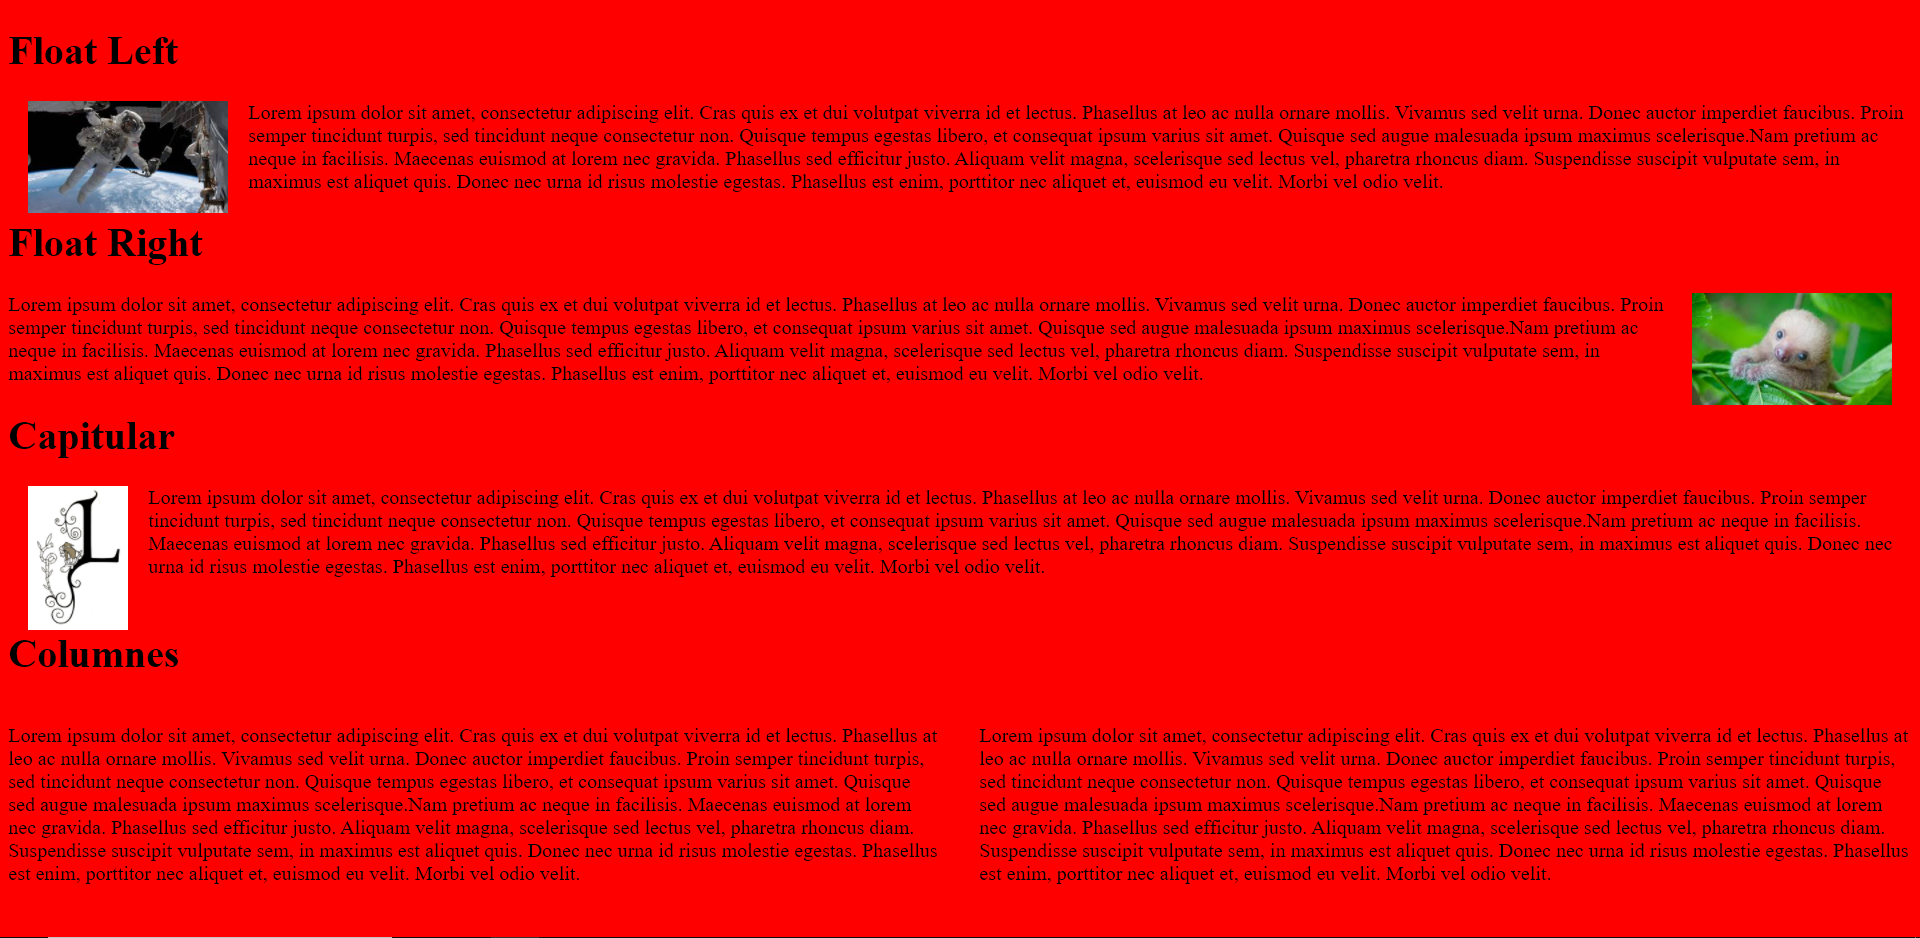 Float Left
Lorem ipsum dolor sit amet, consectetur adipiscing elit. Cras quis ex et dui volutpat viverra id et lectus. Phasellus at leo ac nulla ornare mollis. Vivamus sed velit urna. Donec auctor imperdiet faucibus. Proin
semper tincidunt turpis, sed tincidunt neque consectetur non. Quisque tempus egestas libero, et consequat ipsum varius sit amet. Quisque sed augue malesuada ipsum maximus scelerisque.Nam pretium ac
neque in facilisis. Maecenas euismod at lorem nec gravida. Phasellus sed efficitur justo. Aliquam velit magna, scelerisque sed lectus vel, pharetra rhoncus diam. Suspendisse suscipit vulputate sem, in
maximus est aliquet quis. Donec nec urna id risus molestie egestas. Phasellus est enim, porttitor nec aliquet et, euismod eu velit. Morbi vel odio velit.
Float Right
Lorem ipsum dolor sit amet, consectetur adipiscing elit. Cras quis ex et dui volutpat viverra id et lectus. Phasellus at leo ac nulla ornare mollis. Vivamus sed velit urna. Donec auctor imperdiet faucibus. Proin
semper tincidunt turpis, sed tincidunt neque consectetur non. Quisque tempus egestas libero, et consequat ipsum varius sit amet. Quisque sed augue malesuada ipsum maximus scelerisque.Nam pretium ac
neque in facilisis. Maecenas euismod at lorem nec gravida. Phasellus sed efficitur justo. Aliquam velit magna, scelerisque sed lectus vel, pharetra rhoncus diam. Suspendisse suscipit vulputate sem, in
maximus est aliquet quis. Donec nec urna id risus molestie egestas. Phasellus est enim, porttitor nec aliquet et, euismod eu velit. Morbi vel odio velit.
Capitular
L
Lorem ipsum dolor sit amet, consectetur adipiscing elit. Cras quis ex et dui volutpat viverra id et lectus. Phasellus at leo ac nulla ornare mollis. Vivamus sed velit urna. Donec auctor imperdiet faucibus. Proin semper
tincidunt turpis, sed tincidunt neque consectetur non. Quisque tempus egestas libero, et consequat ipsum varius sit amet. Quisque sed augue malesuada ipsum maximus scelerisque.Nam pretium ac neque in facilisis.
Maecenas euismod at lorem nec gravida. Phasellus sed efficitur justo. Aliquam velit magna, scelerisque sed lectus vel, pharetra rhoncus diam. Suspendisse suscipit vulputate sem, in maximus est aliquet quis. Donec nec
urna id risus molestie egestas. Phasellus est enim, porttitor nec aliquet et, euismod eu velit. Morbi vel odio velit.
Columnes
Lorem ipsum dolor sit amet, consectetur adipiscing elit. Cras quis ex et dui volutpat viverra id et lectus. Phasellus at
leo ac nulla ornare mollis. Vivamus sed velit urna. Donec auctor imperdiet faucibus. Proin semper tincidunt turpis,
sed tincidunt neque consectetur non. Quisque tempus egestas libero, et consequat ipsum varius sit amet. Quisque
sed augue malesuada ipsum maximus scelerisque.Nam pretium ac neque in facilisis. Maecenas euismod at lorem
nec gravida. Phasellus sed efficitur justo. Aliquam velit magna, scelerisque sed lectus vel, pharetra rhoncus diam.
Suspendisse suscipit vulputate sem, in maximus est aliquet quis. Donec nec urna id risus molestie egestas. Phasellus
est enim, porttitor nec aliquet et, euismod eu velit. Morbi vel odio velit.
Lorem ipsum dolor sit amet, consectetur adipiscing elit. Cras quis ex et dui volutpat viverra id et lectus. Phasellus at
leo ac nulla ornare mollis. Vivamus sed velit urna. Donec auctor imperdiet faucibus. Proin semper tincidunt turpis,
sed tincidunt neque consectetur non. Quisque tempus egestas libero, et consequat ipsum varius sit amet. Quisque
sed augue malesuada ipsum maximus scelerisque.Nam pretium ac neque in facilisis. Maecenas euismod at lorem
nec gravida. Phasellus sed efficitur justo. Aliquam velit magna, scelerisque sed lectus vel, pharetra rhoncus diam.
Suspendisse suscipit vulputate sem, in maximus est aliquet quis. Donec nec urna id risus molestie egestas. Phasellus
est enim, porttitor nec aliquet et, euismod eu velit. Morbi vel odio velit.